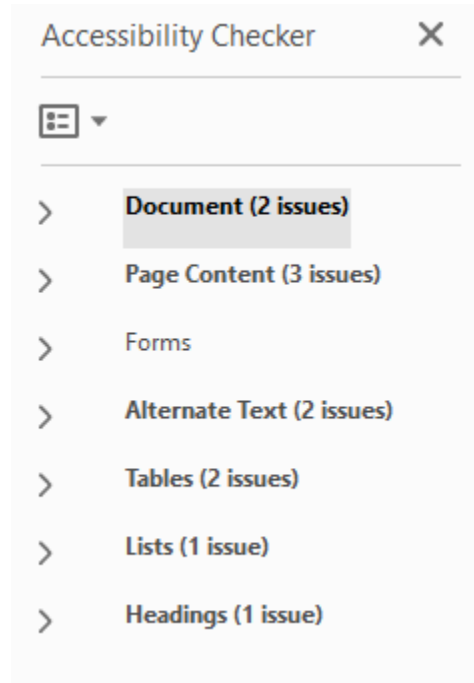 Accessibility Checker
Document (2 issues)
Page Content (3 issues)
Forms
Alternate Text (2 issues)
Tables (2 issues)
Lists (1 issue)
Headings (1 issue)